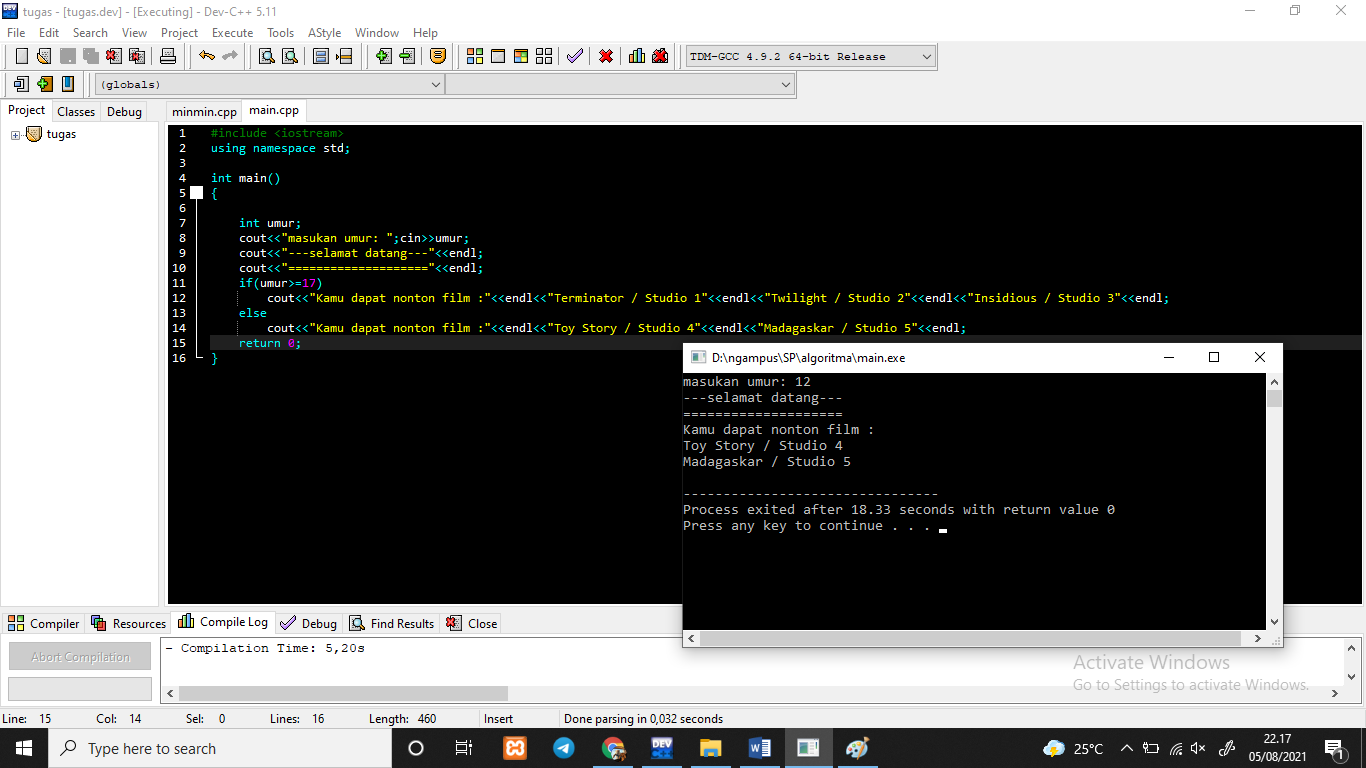 tugas - [tugas.dev] - [Executing] - Dev-C++ 5.11
File Edit Search View Project Execute Tools AStyle Window Help
TDM-GCC 4.9.2 64-bit Release
(globals)
Project Classes Debug minmin.cpp main.cpp
tugas
1 #include <iostream>
2 using namespace std;
3
4 int main()
5 {
6
7 int umur;
8 cout<<"masukan umur: ";cin>>umur;
9 cout<<"---selamat datang---"<<endl;
10 cout<<"===================="<<endl;
11 if(umur>=17)
12 cout<<"Kamu dapat nonton film :"<<endl<<"Terminator / Studio 1"<<endl<<"Twilight / Studio 2"<<endl<<"Insidious / Studio 3"<<endl;
13 else
14 cout<<"Kamu dapat nonton film :"<<endl<<"Toy Story / Studio 4"<<endl<<"Madagaskar / Studio 5"<<endl;
15 return 0;
16 }
D:\ngampus\SP\algoritma\main.exe
masukan umur: 12
---selamat datang---
====================
Kamu dapat nonton film :
Toy Story / Studio 4
Madagaskar / Studio 5
--------------------------------
Process exited after 18.33 seconds with return value 0
Press any key to continue . . .
Compiler Resources Compile Log Debug Find Results Close
Abort Compilation
- Compilation Time: 5,20s
Activate Windows
Go to Settings to activate Windows.
Line: 15 Col: 14 Sel: 0 Lines: 16 Length: 460 Insert Done parsing in 0,032 seconds
Type here to search
DEV
25°C
22.17
05/08/2021
1